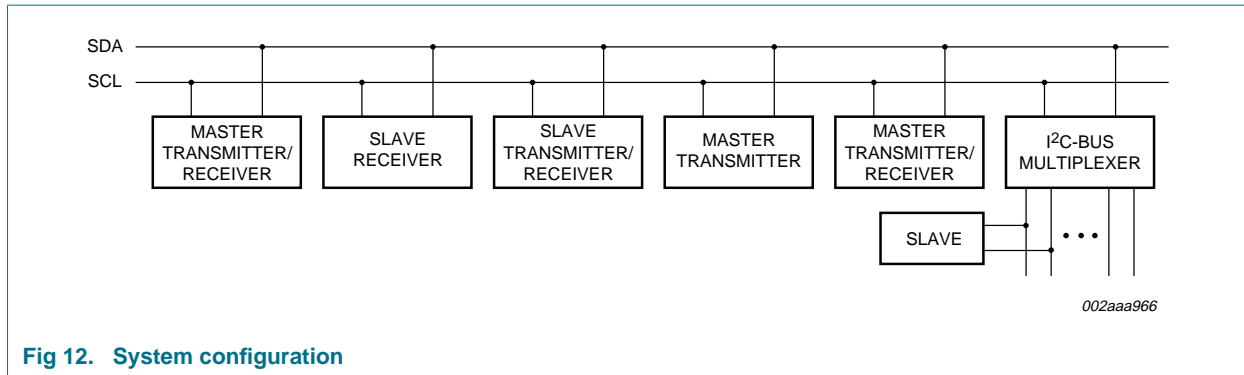 SDA
SCL
MASTER
TRANSMITTER/
RECEIVER
SLAVE
RECEIVER
SLAVE
TRANSMITTER/
RECEIVER
MASTER
TRANSMITTER
MASTER
TRANSMITTER/
RECEIVER
I²C-BUS
MULTIPLEXER
SLAVE
002aaa966
Fig 12. System configuration